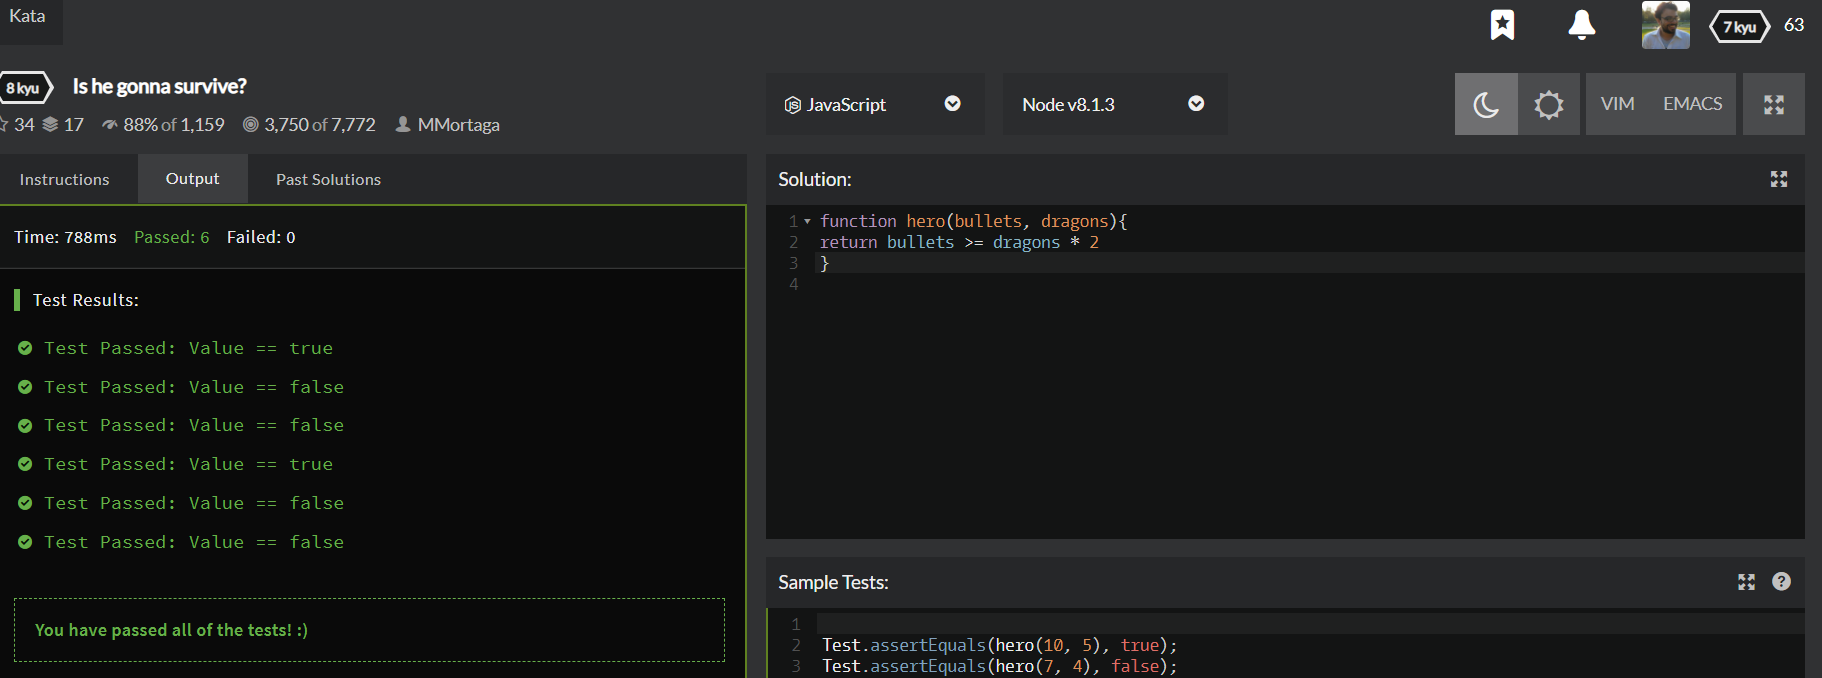 Kata
7 kyu 63
8 kyu Is he gonna survive?
34 17 88% of 1,159 3,750 of 7,772 MMortaga
JavaScript Node v8.1.3 VIM EMACS
Instructions Output Past Solutions
Time: 788ms Passed: 6 Failed: 0
Test Results:
Test Passed: Value == true
Test Passed: Value == false
Test Passed: Value == false
Test Passed: Value == true
Test Passed: Value == false
Test Passed: Value == false
You have passed all of the tests! :)
Solution:
1 function hero(bullets, dragons){
2 return bullets >= dragons * 2
3 }
4
Sample Tests:
1
2 Test.assertEquals(hero(10, 5), true);
3 Test.assertEquals(hero(7, 4), false);